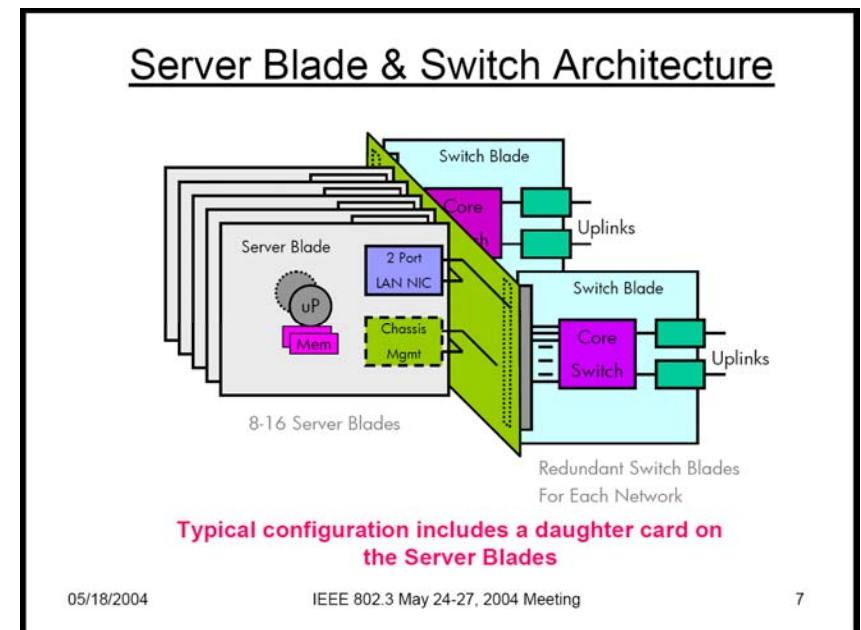 Server Blade & Switch Architecture
Switch Blade
Core
Uplinks
Server Blade
2 Port
LAN NIC
uP
Mem
Chassis
Mgmt
Switch Blade
Core
Switch
Uplinks
8-16 Server Blades
Redundant Switch Blades
For Each Network
Typical configuration includes a daughter card on
the Server Blades
05/18/2004
IEEE 802.3 May 24-27, 2004 Meeting
7